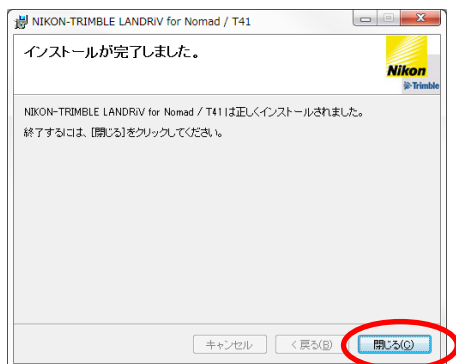 NIKON-TRIMBLE LANDRiV for Nomad / T41
インストールが完了しました。
Nikon
Trimble
NIKON-TRIMBLE LANDRiV for Nomad / T41 は正しくインストールされました。
終了するには、[閉じる]をクリックしてください。
キャンセル
< 戻る(B)
閉じる(C)